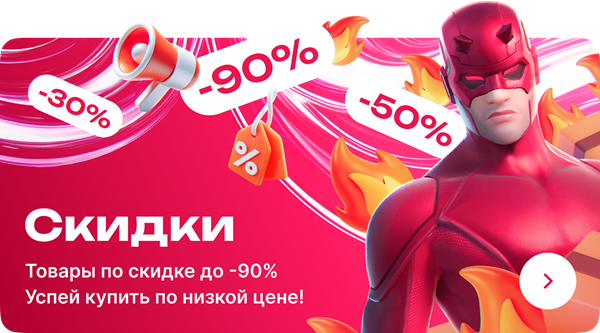 -90%
-30%
-50%
%
Скидки
Товары по скидке до -90%
Успей купить по низкой цене!